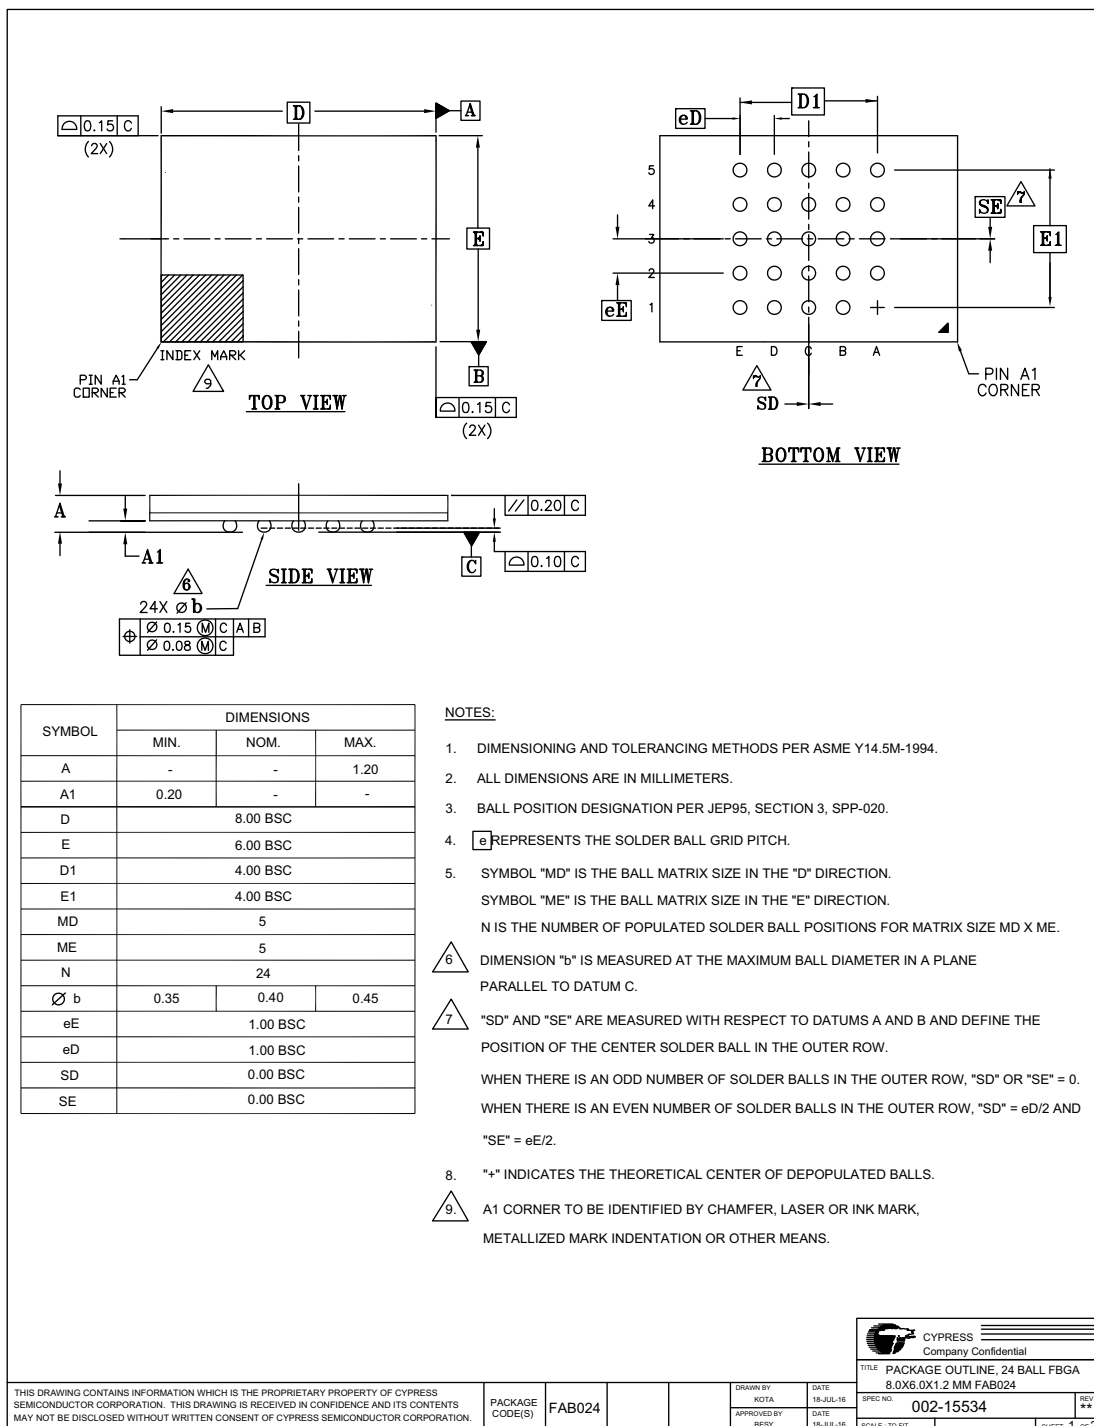 D
A
0.15 C
(2X)
E
INDEX MARK
PIN A1
CORNER
9
B
TOP VIEW
0.15 C
(2X)
D1
eD
5
4
3
2
1
SE
7
E1
eE
E D C B A
7
SD
PIN A1
CORNER
BOTTOM VIEW
A
A1
// 0.20 C
C
0.10 C
SIDE VIEW
6
24X Ø b
⌖ Ø 0.15 Ⓜ C A B
Ø 0.08 Ⓜ C
SYMBOL DIMENSIONS
MIN. NOM. MAX.
A - - 1.20
A1 0.20 - -
D 8.00 BSC
E 6.00 BSC
D1 4.00 BSC
E1 4.00 BSC
MD 5
ME 5
N 24
Ø b 0.35 0.40 0.45
eE 1.00 BSC
eD 1.00 BSC
SD 0.00 BSC
SE 0.00 BSC
NOTES:
1. DIMENSIONING AND TOLERANCING METHODS PER ASME Y14.5M-1994.
2. ALL DIMENSIONS ARE IN MILLIMETERS.
3. BALL POSITION DESIGNATION PER JEP95, SECTION 3, SPP-020.
4. e REPRESENTS THE SOLDER BALL GRID PITCH.
5. SYMBOL "MD" IS THE BALL MATRIX SIZE IN THE "D" DIRECTION.
SYMBOL "ME" IS THE BALL MATRIX SIZE IN THE "E" DIRECTION.
N IS THE NUMBER OF POPULATED SOLDER BALL POSITIONS FOR MATRIX SIZE MD X ME.
6 DIMENSION "b" IS MEASURED AT THE MAXIMUM BALL DIAMETER IN A PLANE
PARALLEL TO DATUM C.
7 "SD" AND "SE" ARE MEASURED WITH RESPECT TO DATUMS A AND B AND DEFINE THE
POSITION OF THE CENTER SOLDER BALL IN THE OUTER ROW.
WHEN THERE IS AN ODD NUMBER OF SOLDER BALLS IN THE OUTER ROW, "SD" OR "SE" = 0.
WHEN THERE IS AN EVEN NUMBER OF SOLDER BALLS IN THE OUTER ROW, "SD" = eD/2 AND
"SE" = eE/2.
8. "+" INDICATES THE THEORETICAL CENTER OF DEPOPULATED BALLS.
9. A1 CORNER TO BE IDENTIFIED BY CHAMFER, LASER OR INK MARK,
METALLIZED MARK INDENTATION OR OTHER MEANS.
CYPRESS
Company Confidential
TITLE PACKAGE OUTLINE, 24 BALL FBGA
8.0X6.0X1.2 MM FAB024
THIS DRAWING CONTAINS INFORMATION WHICH IS THE PROPRIETARY PROPERTY OF CYPRESS
SEMICONDUCTOR CORPORATION. THIS DRAWING IS RECEIVED IN CONFIDENCE AND ITS CONTENTS
MAY NOT BE DISCLOSED WITHOUT WRITTEN CONSENT OF CYPRESS SEMICONDUCTOR CORPORATION.
PACKAGE
CODE(S)
FAB024
DRAWN BY
KOTA
DATE
18-JUL-16
APPROVED BY
BESY
DATE
18-JUL-16
SPEC NO.
002-15534
REV
**
SCALE : TO FIT
SHEET 1 OF